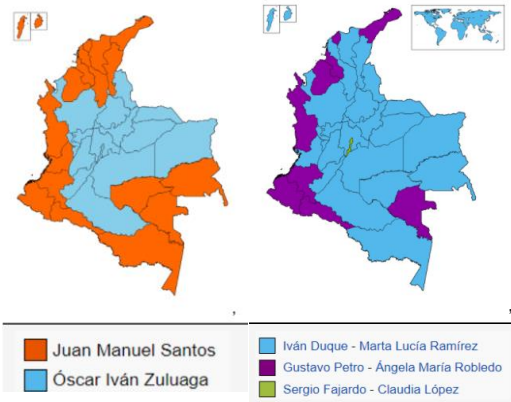 Juan Manuel Santos
Óscar Iván Zuluaga
Iván Duque - Marta Lucía Ramírez
Gustavo Petro - Ángela María Robledo
Sergio Fajardo - Claudia López